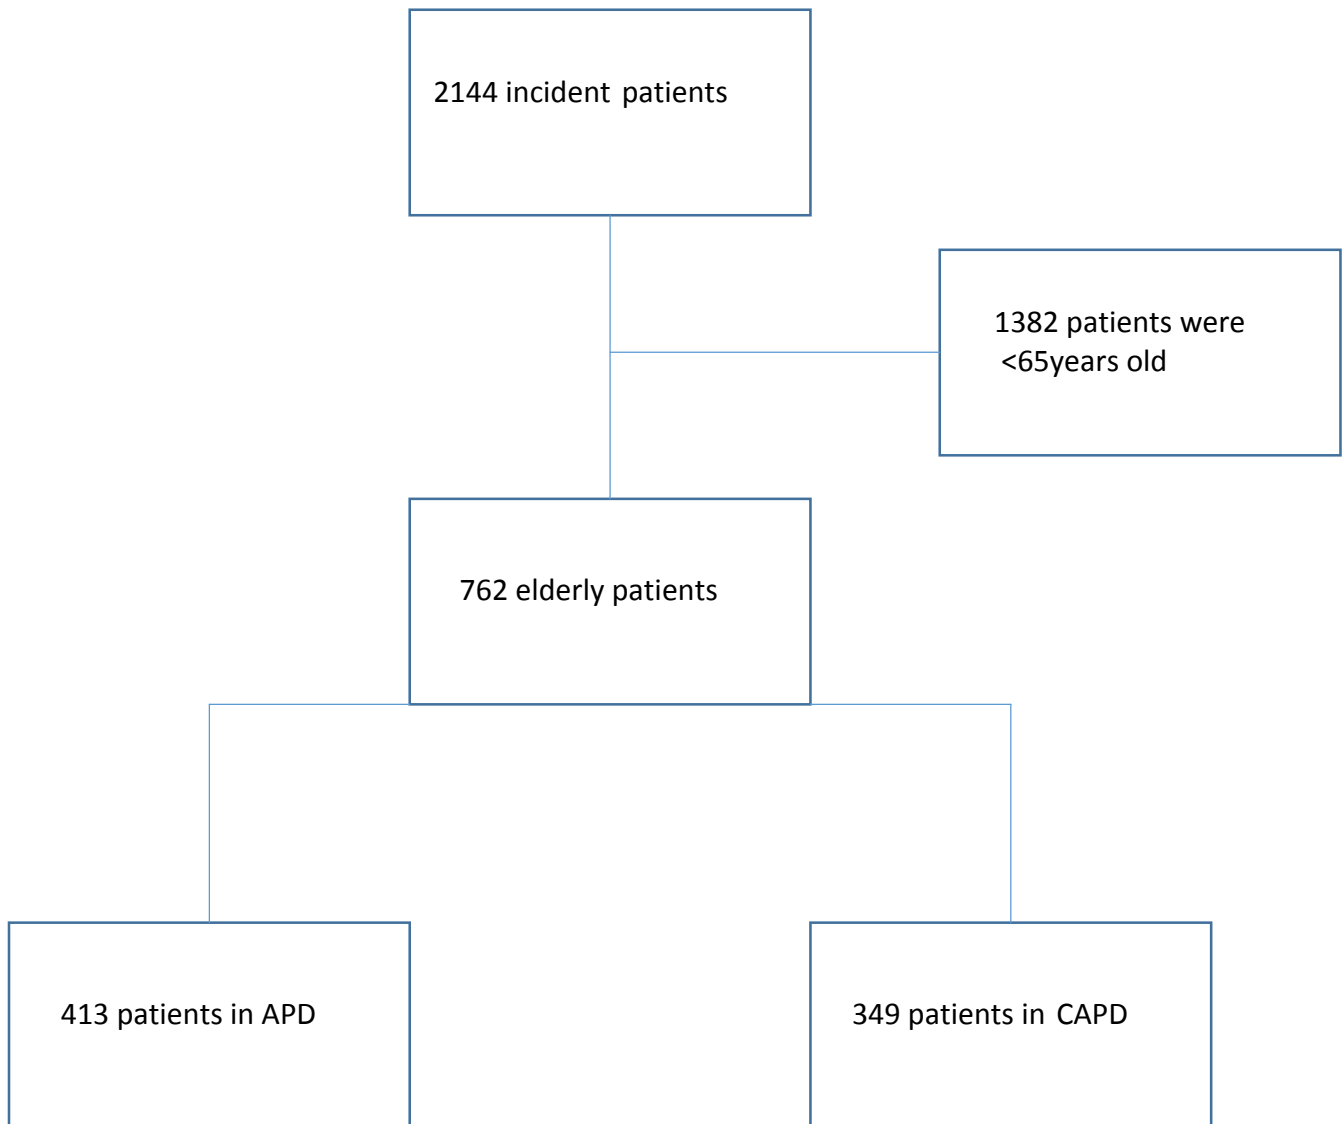 2144 incident patients
1382 patients were
<65years old
762 elderly patients
413 patients in APD
349 patients in CAPD